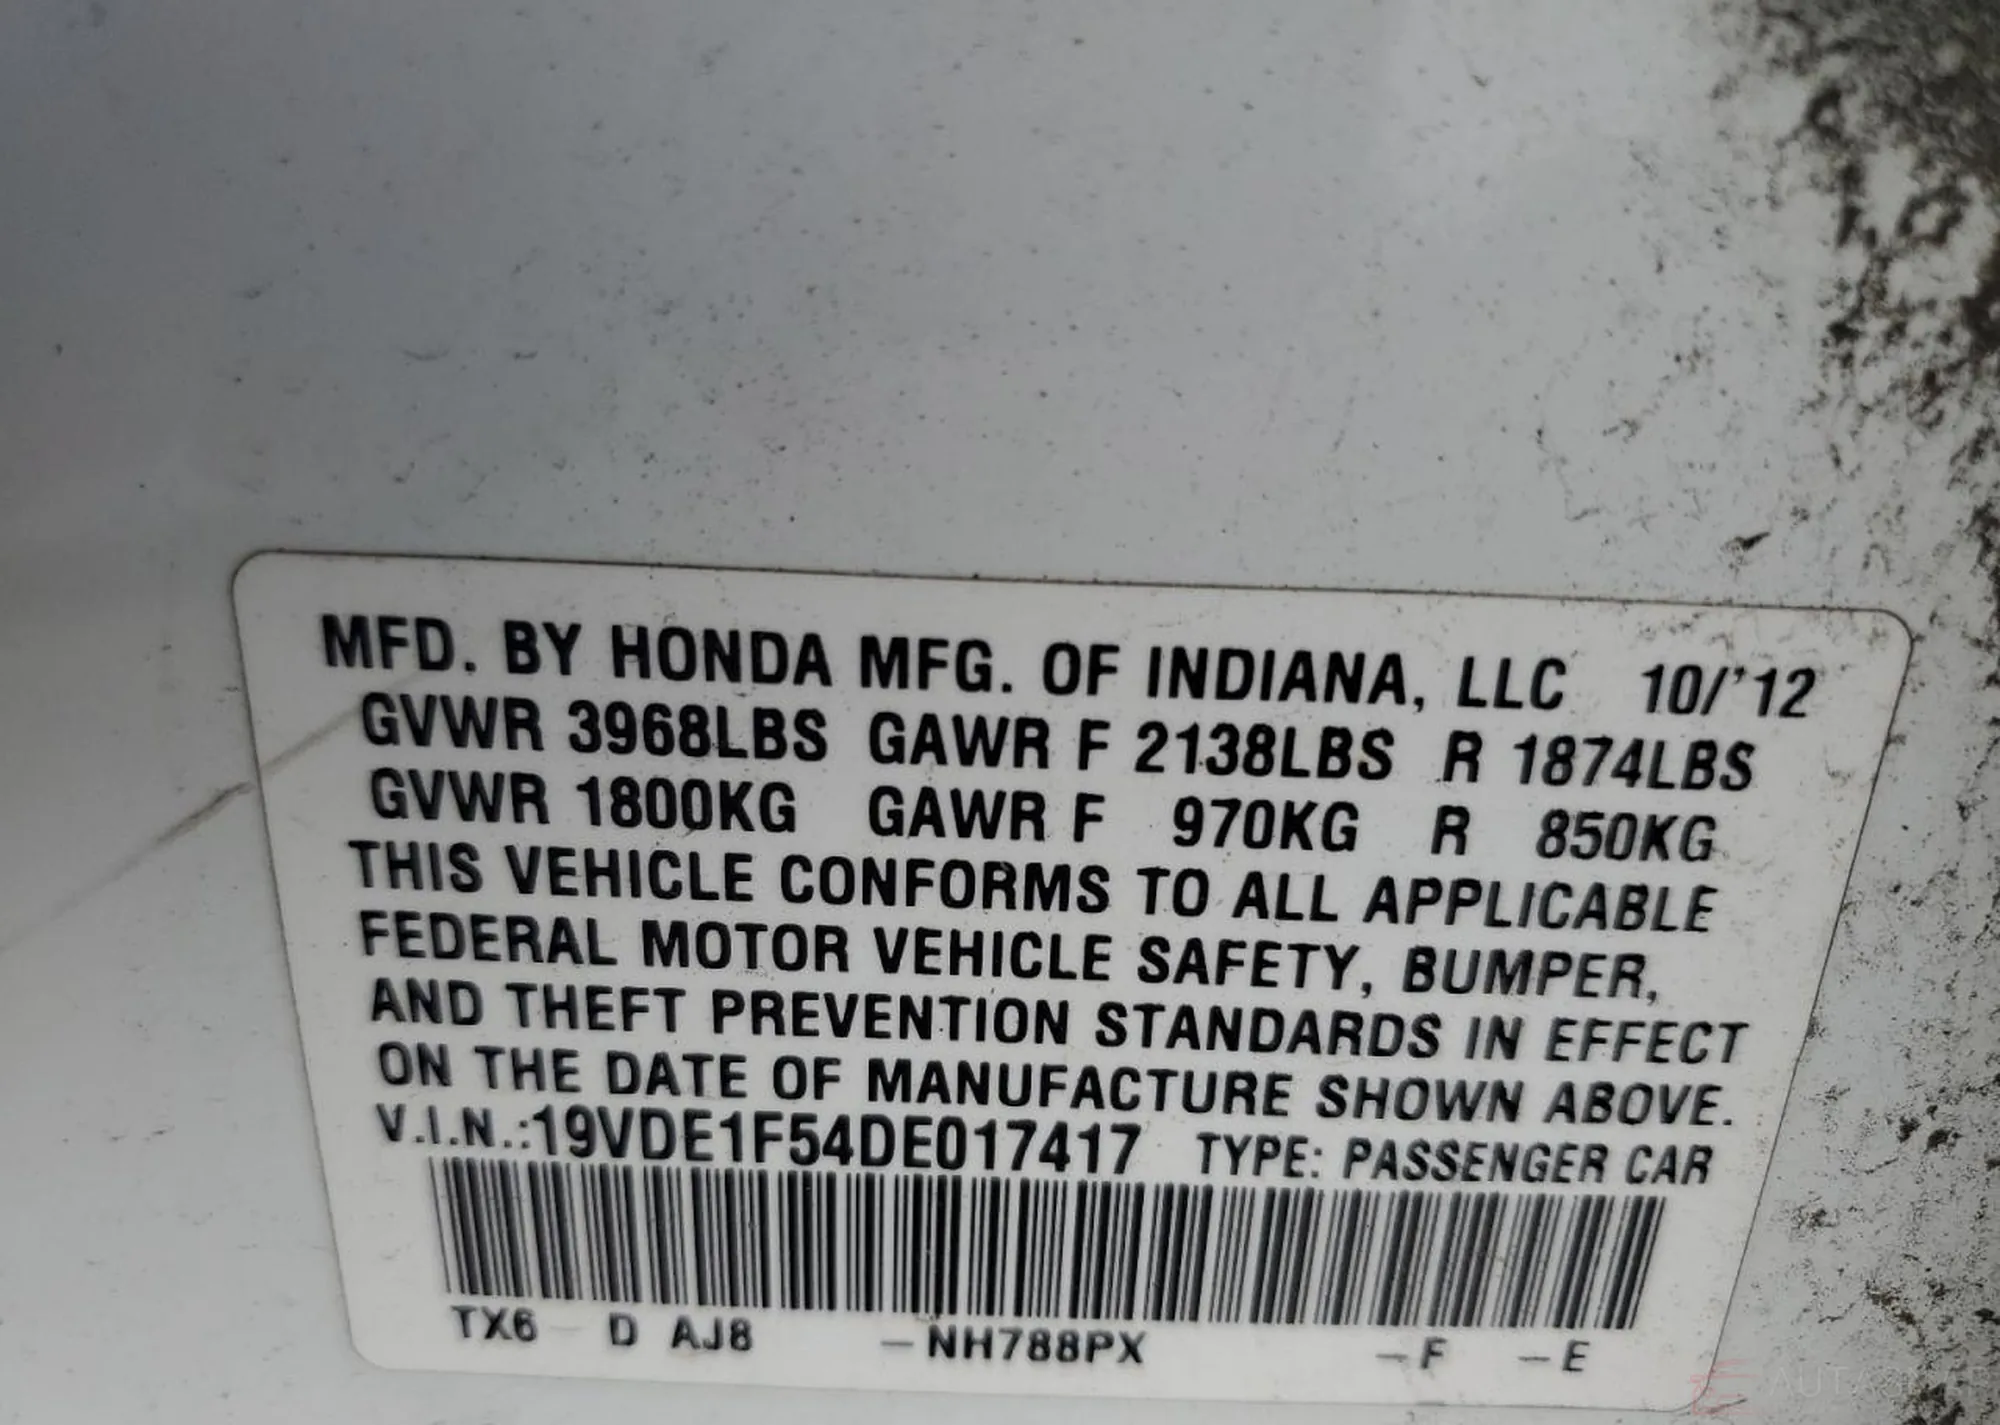 MFD. BY HONDA MFG. OF INDIANA, LLC 10/'12
GVWR 3968LBS GAWR F 2138LBS R 1874LBS
GVWR 1800KG GAWR F 970KG R 850KG
THIS VEHICLE CONFORMS TO ALL APPLICABLE
FEDERAL MOTOR VEHICLE SAFETY, BUMPER,
AND THEFT PREVENTION STANDARDS IN EFFECT
ON THE DATE OF MANUFACTURE SHOWN ABOVE.
V.I.N.:19VDE1F54DE017417 TYPE: PASSENGER CAR
TX6 D AJ8 –NH788PX –F –E